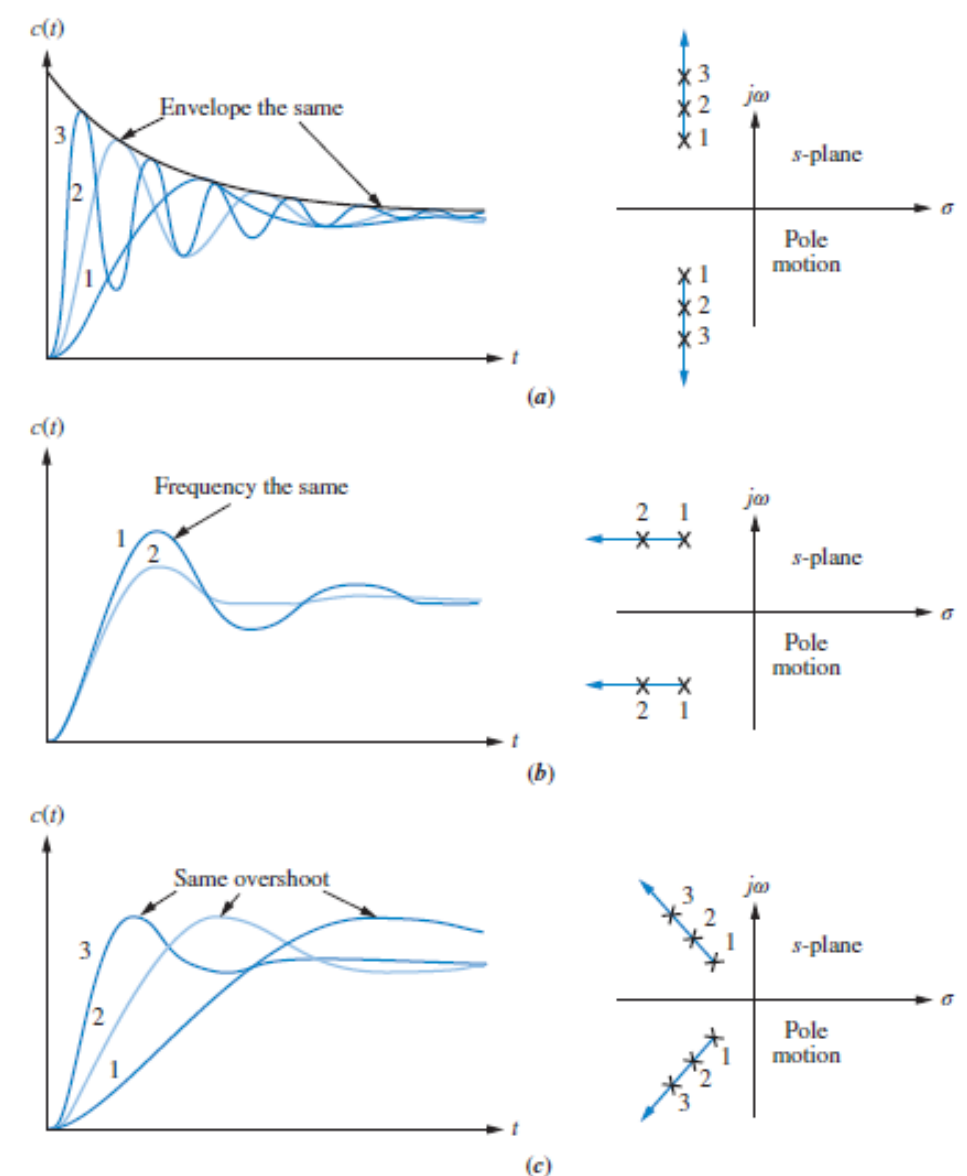 c(t)
Envelope the same
3
2
1
t
3
2
1
jω
s-plane
σ
Pole
motion
1
2
3
(a)
c(t)
Frequency the same
1
2
t
2 1
jω
s-plane
σ
Pole
motion
2 1
(b)
c(t)
Same overshoot
3
2
1
t
3
2
1
jω
s-plane
σ
Pole
motion
1
2
3
(c)